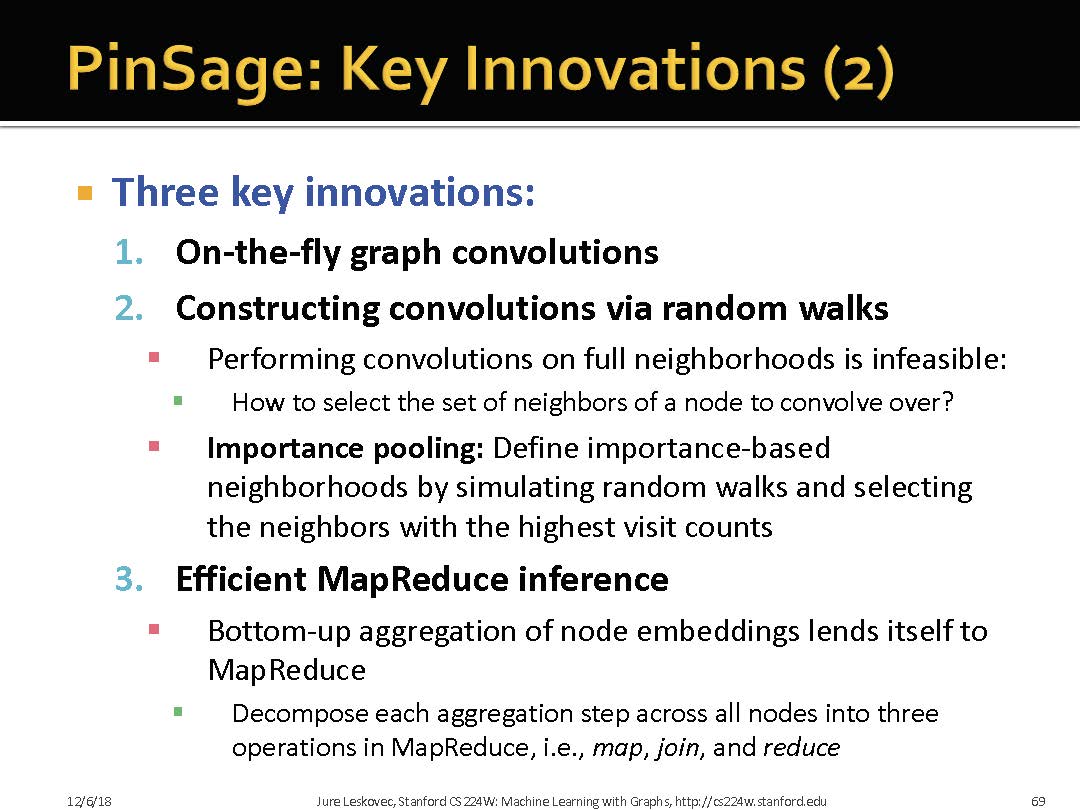 PinSage: Key Innovations (2)
Three key innovations:
1. On-the-fly graph convolutions
2. Constructing convolutions via random walks
Performing convolutions on full neighborhoods is infeasible:
How to select the set of neighbors of a node to convolve over?
Importance pooling: Define importance-based
neighborhoods by simulating random walks and selecting
the neighbors with the highest visit counts
3. Efficient MapReduce inference
Bottom-up aggregation of node embeddings lends itself to
MapReduce
Decompose each aggregation step across all nodes into three
operations in MapReduce, i.e., map, join, and reduce
12/6/18 Jure Leskovec, Stanford CS224W: Machine Learning with Graphs, http://cs224w.stanford.edu 69